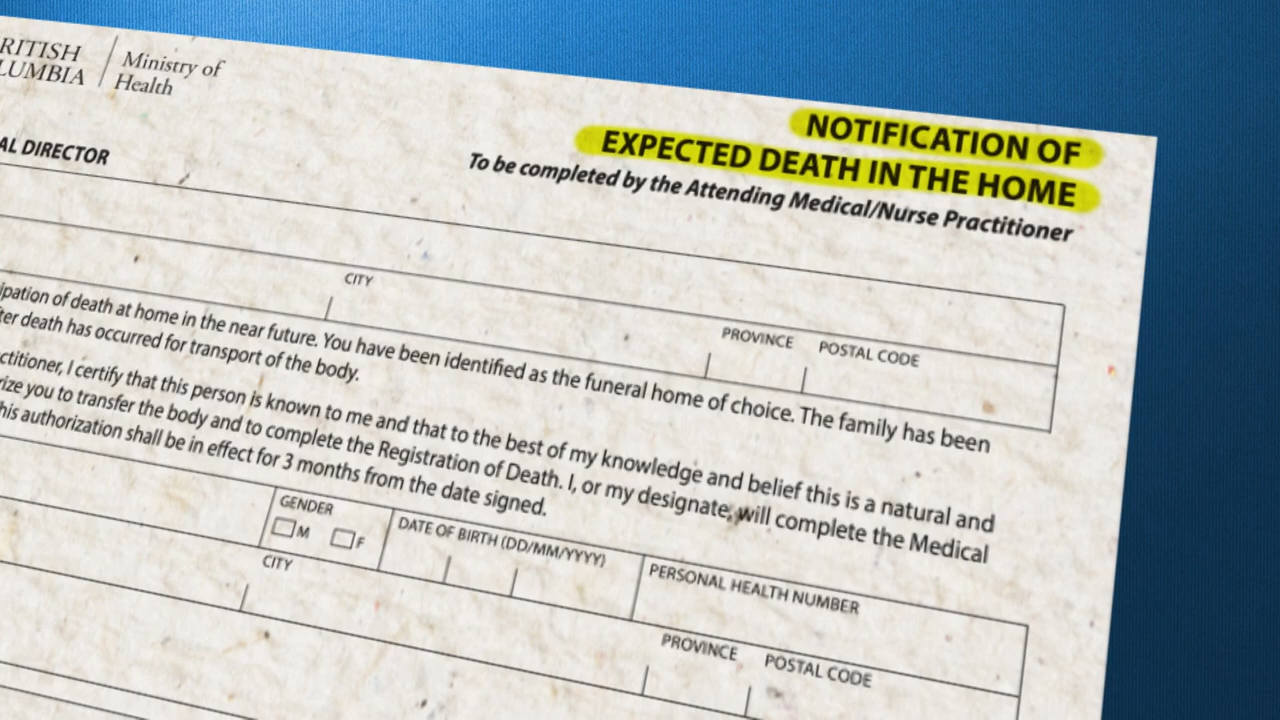 RITISH
LUMBIA
Ministry of
Health
NOTIFICATION OF
EXPECTED DEATH IN THE HOME
To be completed by the Attending Medical/Nurse Practitioner
AL DIRECTOR
CITY
PROVINCE POSTAL CODE
ipation of death at home in the near future. You have been identified as the funeral home of choice. The family has been
ter death has occurred for transport of the body.
ctitioner, I certify that this person is known to me and that to the best of my knowledge and belief this is a natural and
rize you to transfer the body and to complete the Registration of Death. I, or my designate, will complete the Medical
his authorization shall be in effect for 3 months from the date signed.
GENDER
M F
DATE OF BIRTH (DD/MM/YYYY)
PERSONAL HEALTH NUMBER
CITY
PROVINCE POSTAL CODE